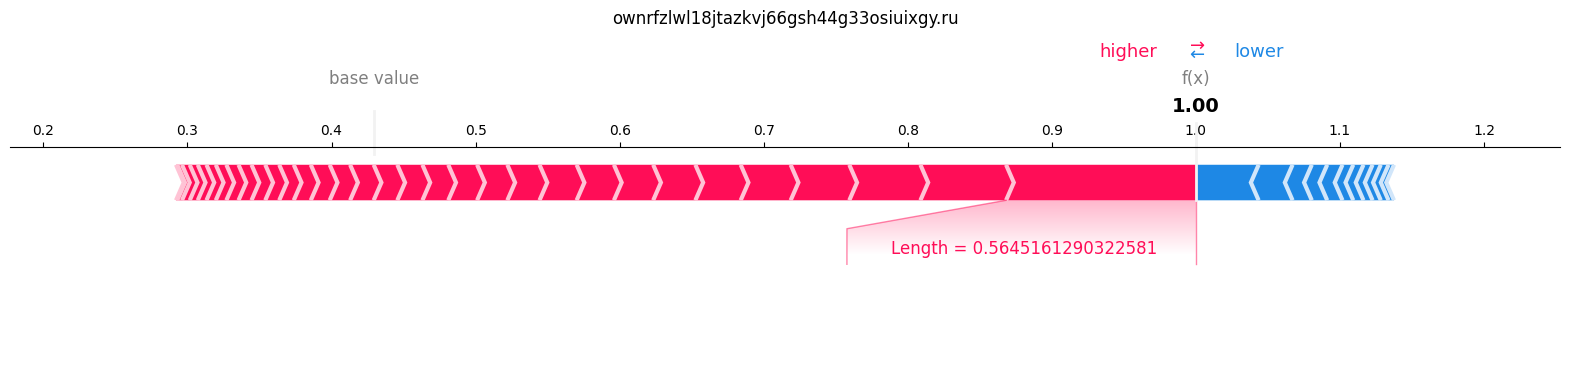 ownrfzlwl18jtazkvj66gsh44g33osiuixgy.ru
higher ⇄ lower
base value f(x)
1.00
0.2 0.3 0.4 0.5 0.6 0.7 0.8 0.9 1.0 1.1 1.2
Length = 0.5645161290322581